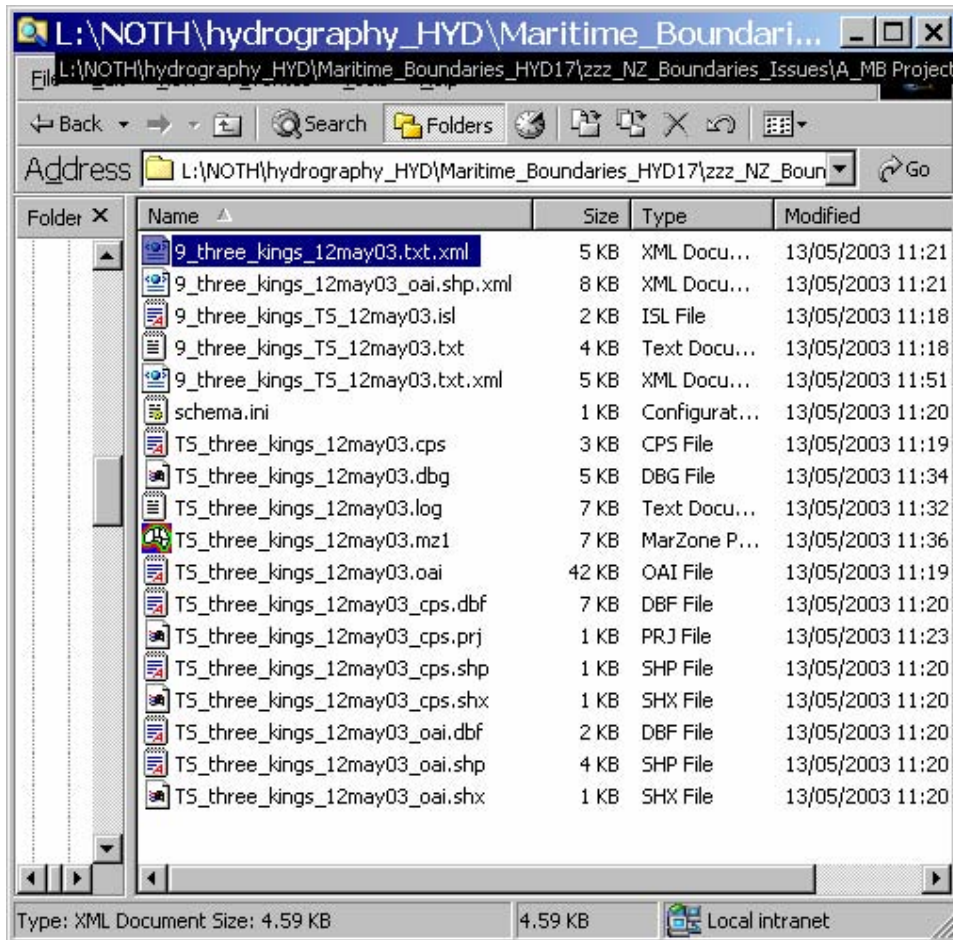 L:\NOTH\hydrography_HYD\Maritime_Boundari...
L:\NOTH\hydrography_HYD\Maritime_Boundaries_HYD17\zzz_NZ_Boundaries_Issues\A_MB Project
Back Search Folders
Address L:\NOTH\hydrography_HYD\Maritime_Boundaries_HYD17\zzz_NZ_Boun Go
Folder Name Size Type Modified
9_three_kings_12may03.txt.xml 5 KB XML Docu... 13/05/2003 11:21
9_three_kings_12may03_oai.shp.xml 8 KB XML Docu... 13/05/2003 11:21
9_three_kings_TS_12may03.isl 2 KB ISL File 13/05/2003 11:18
9_three_kings_TS_12may03.txt 4 KB Text Docu... 13/05/2003 11:18
9_three_kings_TS_12may03.txt.xml 5 KB XML Docu... 13/05/2003 11:51
schema.ini 1 KB Configurat... 13/05/2003 11:20
TS_three_kings_12may03.cps 3 KB CPS File 13/05/2003 11:19
TS_three_kings_12may03.dbg 5 KB DBG File 13/05/2003 11:34
TS_three_kings_12may03.log 7 KB Text Docu... 13/05/2003 11:32
TS_three_kings_12may03.mz1 7 KB MarZone P... 13/05/2003 11:36
TS_three_kings_12may03.oai 42 KB OAI File 13/05/2003 11:19
TS_three_kings_12may03_cps.dbf 7 KB DBF File 13/05/2003 11:20
TS_three_kings_12may03_cps.prj 1 KB PRJ File 13/05/2003 11:23
TS_three_kings_12may03_cps.shp 1 KB SHP File 13/05/2003 11:20
TS_three_kings_12may03_cps.shx 1 KB SHX File 13/05/2003 11:20
TS_three_kings_12may03_oai.dbf 2 KB DBF File 13/05/2003 11:20
TS_three_kings_12may03_oai.shp 4 KB SHP File 13/05/2003 11:20
TS_three_kings_12may03_oai.shx 1 KB SHX File 13/05/2003 11:20
Type: XML Document Size: 4.59 KB 4.59 KB Local intranet